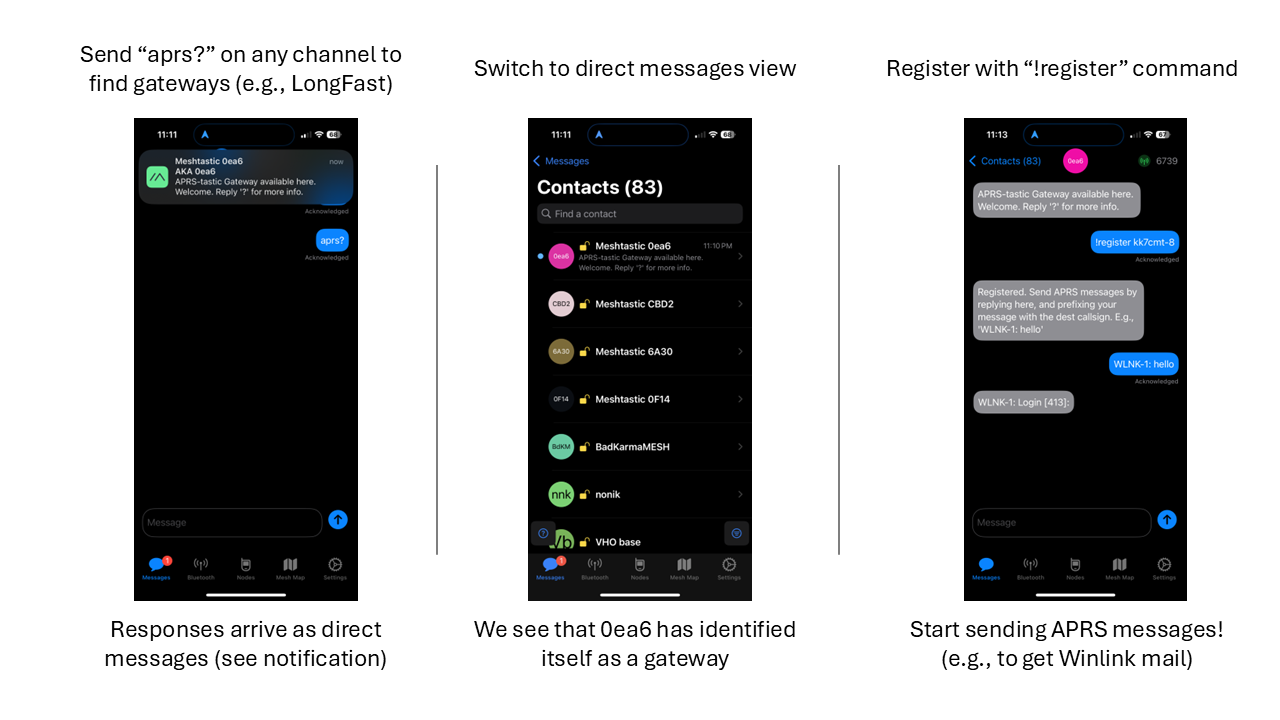 Send “aprs?” on any channel to
find gateways (e.g., LongFast)
11:11
68
Meshtastic 0ea6
now
AKA 0ea6
APRS-tastic Gateway available here.
Welcome. Reply '?' for more info.
Acknowledged
aprs?
Acknowledged
Message
1
Messages
Bluetooth
Nodes
Mesh Map
Settings
Responses arrive as direct
messages (see notification)
Switch to direct messages view
11:11
68
Messages
Contacts (83)
Find a contact
0ea6
Meshtastic 0ea6
11:10 PM
APRS-tastic Gateway available here.
Welcome. Reply '?' for more info.
CBD2
Meshtastic CBD2
6A30
Meshtastic 6A30
0F14
Meshtastic 0F14
BdKM
BadKarmaMESH
nnk
nonik
?
Vb
VHO base
1
Messages
Bluetooth
Nodes
Mesh Map
Settings
We see that 0ea6 has identified
itself as a gateway
Register with “!register” command
11:13
67
Contacts (83)
0ea6
6739
APRS-tastic Gateway available here.
Welcome. Reply '?' for more info.
!register kk7cmt-8
Acknowledged
Registered. Send APRS messages by
replying here, and prefixing your
message with the dest callsign. E.g.,
'WLNK-1: hello'
WLNK-1: hello
Acknowledged
WLNK-1: Login [413]:
Message
Messages
Bluetooth
Nodes
Mesh Map
Settings
Start sending APRS messages!
(e.g., to get Winlink mail)